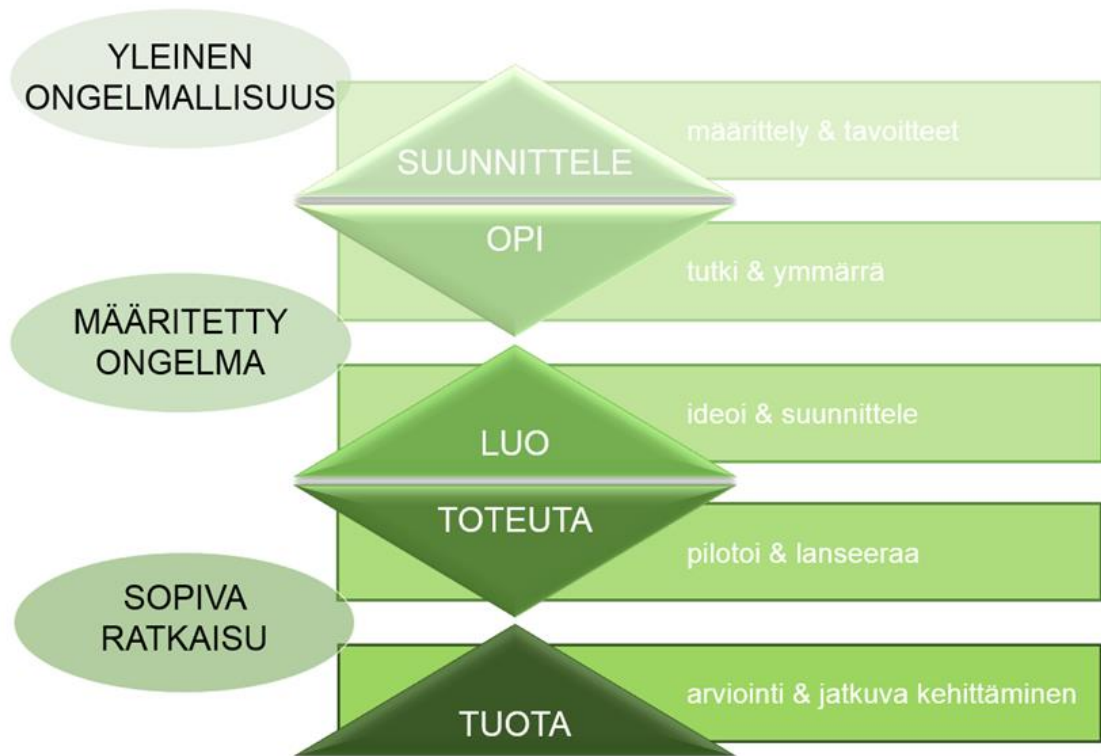 YLEINEN
ONGELMALLISUUS
määrittely & tavoitteet
SUUNNITTELE
OPI
tutki & ymmärrä
MÄÄRITETTY
ONGELMA
ideoi & suunnittele
LUO
TOTEUTA
pilotoi & lanseeraa
SOPIVA
RATKAISU
arviointi & jatkuva kehittäminen
TUOTA